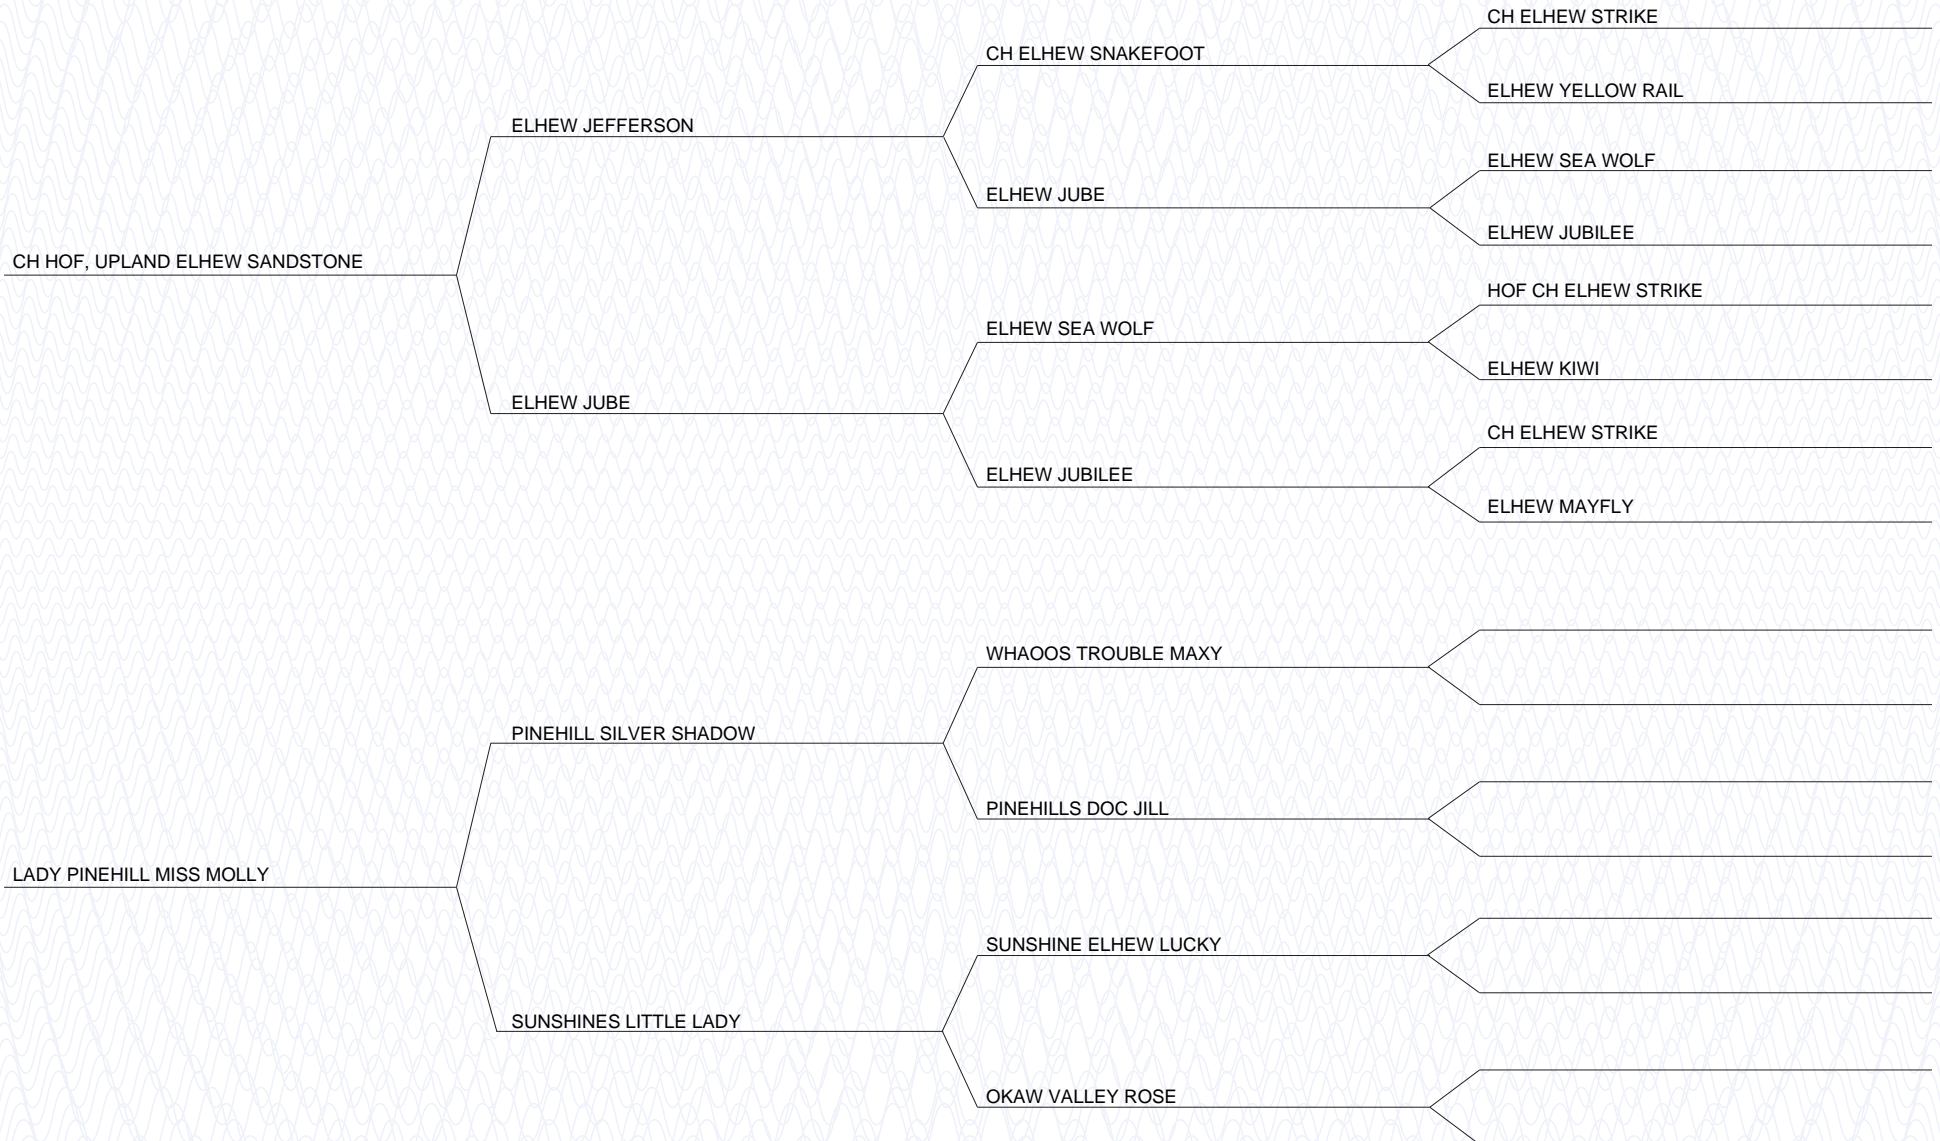 CH ELHEW STRIKE
CH ELHEW SNAKEFOOT
ELHEW YELLOW RAIL
ELHEW JEFFERSON
ELHEW SEA WOLF
ELHEW JUBE
ELHEW JUBILEE
CH HOF, UPLAND ELHEW SANDSTONE
HOF CH ELHEW STRIKE
ELHEW SEA WOLF
ELHEW KIWI
ELHEW JUBE
CH ELHEW STRIKE
ELHEW JUBILEE
ELHEW MAYFLY
WHAOOS TROUBLE MAXY
PINEHILL SILVER SHADOW
PINEHILLS DOC JILL
LADY PINEHILL MISS MOLLY
SUNSHINE ELHEW LUCKY
SUNSHINES LITTLE LADY
OKAW VALLEY ROSE